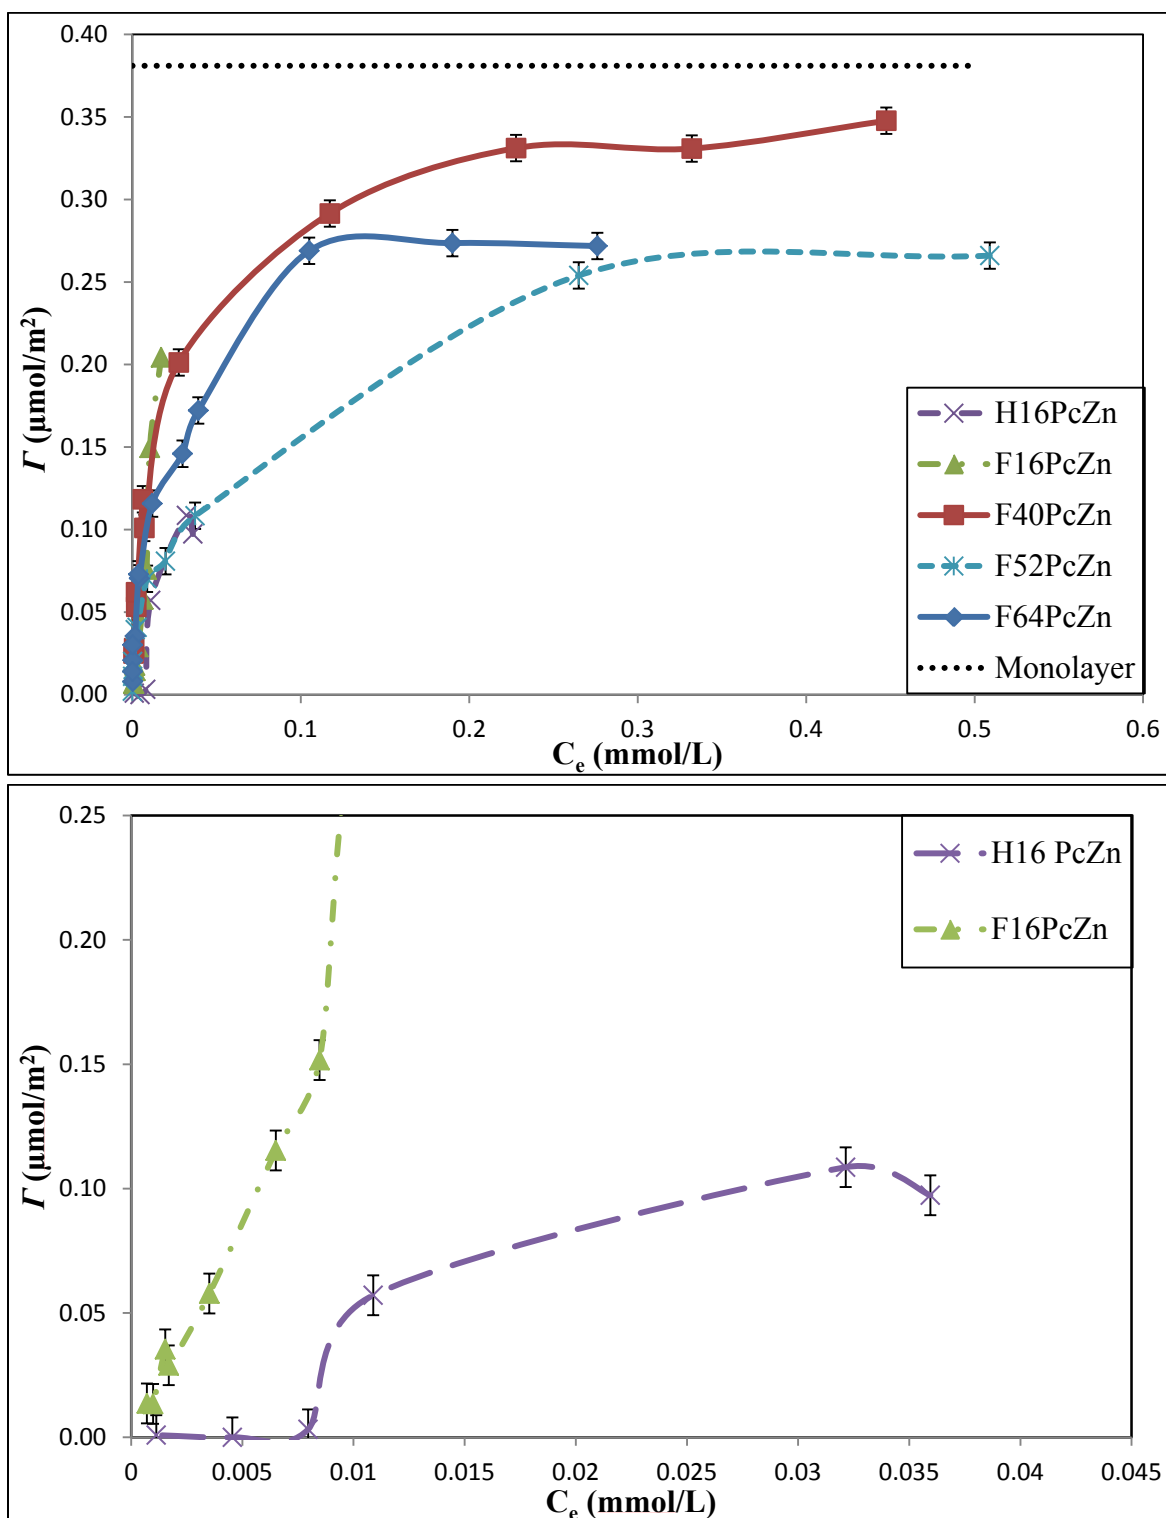 0.40
0.35
0.30
0.25
0.20
0.15
0.10
0.05
0.00
Γ (µmol/m²)
0 0.1 0.2 0.3 0.4 0.5 0.6
Cₑ (mmol/L)
H16PcZn
F16PcZn
F40PcZn
F52PcZn
F64PcZn
Monolayer
0.25
0.20
0.15
0.10
0.05
0.00
Γ (µmol/m²)
0 0.005 0.01 0.015 0.02 0.025 0.03 0.035 0.04 0.045
Cₑ (mmol/L)
H16 PcZn
F16PcZn